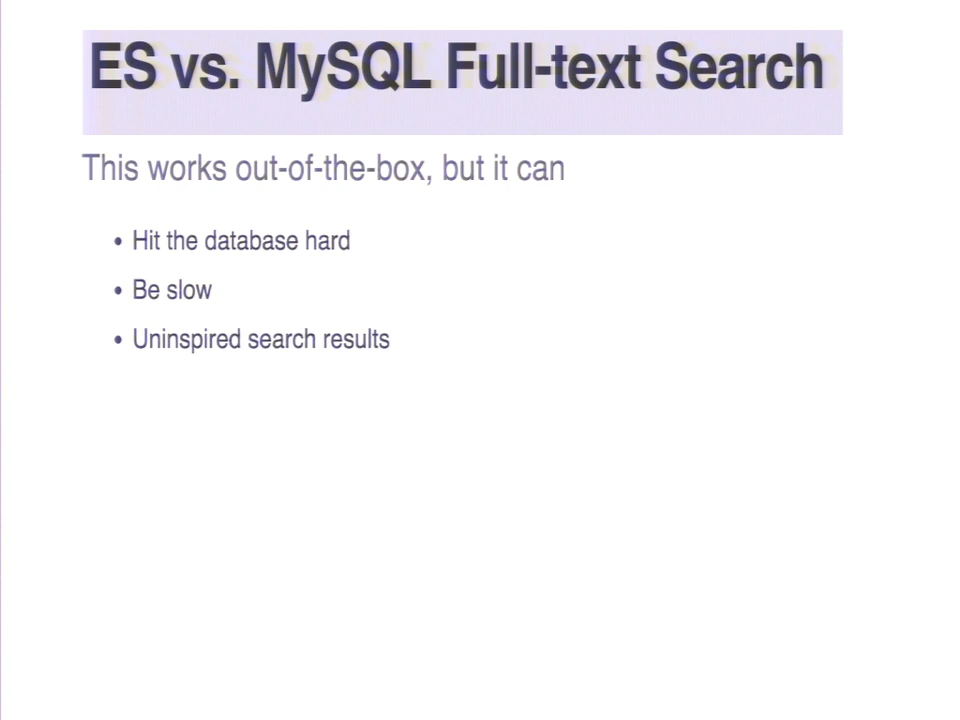 ES vs. MySQL Full-text Search
This works out-of-the-box, but it can
• Hit the database hard
• Be slow
• Uninspired search results